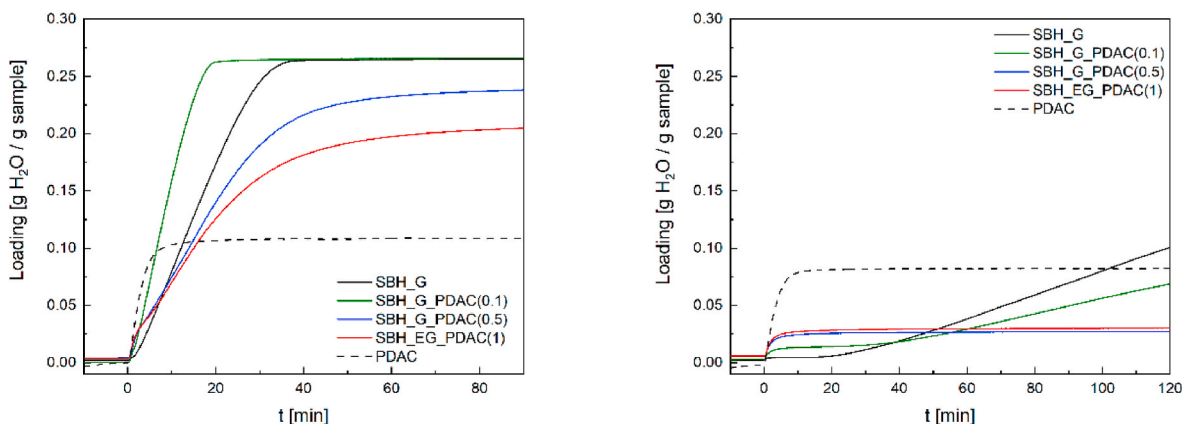 0.30
0.25
0.20
0.15
0.10
0.05
0.00
Loading [g H₂O / g sample]
0
20
40
60
80
t [min]
SBH_G
SBH_G_PDAC(0.1)
SBH_G_PDAC(0.5)
SBH_EG_PDAC(1)
PDAC
0.30
0.25
0.20
0.15
0.10
0.05
0.00
Loading [g H₂O / g sample]
0
20
40
60
80
100
120
t [min]
SBH_G
SBH_G_PDAC(0.1)
SBH_G_PDAC(0.5)
SBH_EG_PDAC(1)
PDAC